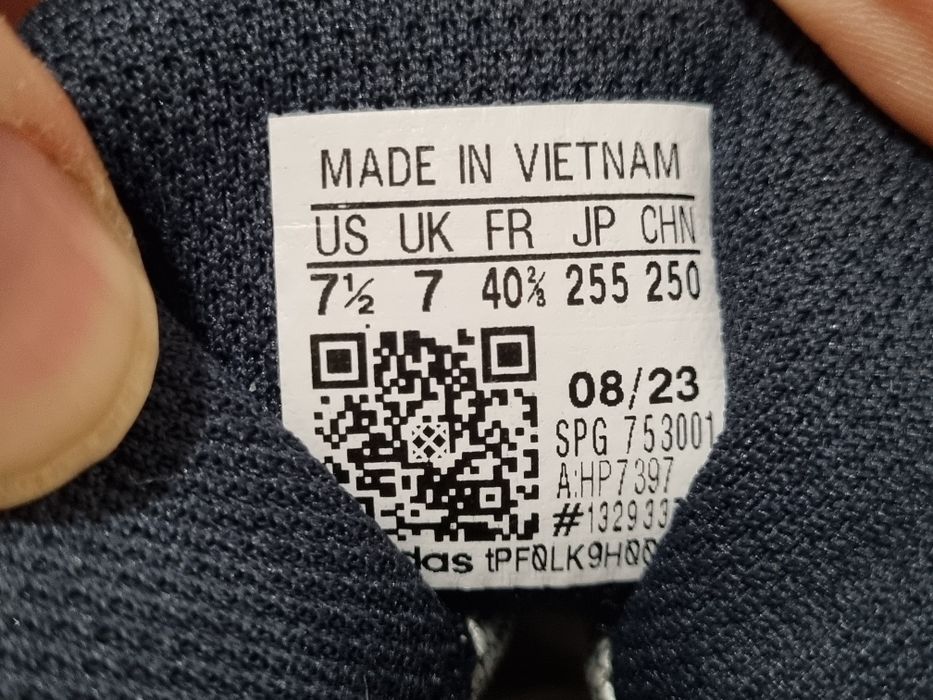 MADE IN VIETNAM
US UK FR JP CHN
7½ 7 40⅔ 255 250
08/23
SPG 753001
A:HP7397